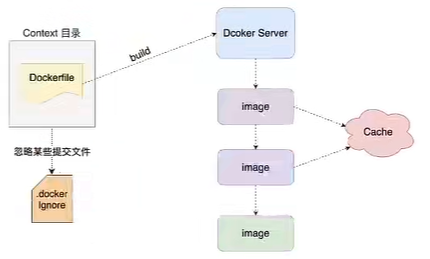 Context 目录
Dockerfile
build
Dcoker Server
忽略某些提交文件
.docker
Ignore
image
image
image
Cache